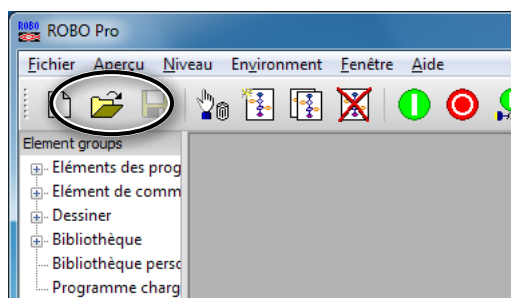 ROBO ROBO Pro
Fichier Aperçu Niveau Environment Fenêtre Aide
Element groups
Eléments des prog
Elément de comm
Dessiner
Bibliothèque
Bibliothèque persc
Programme charg